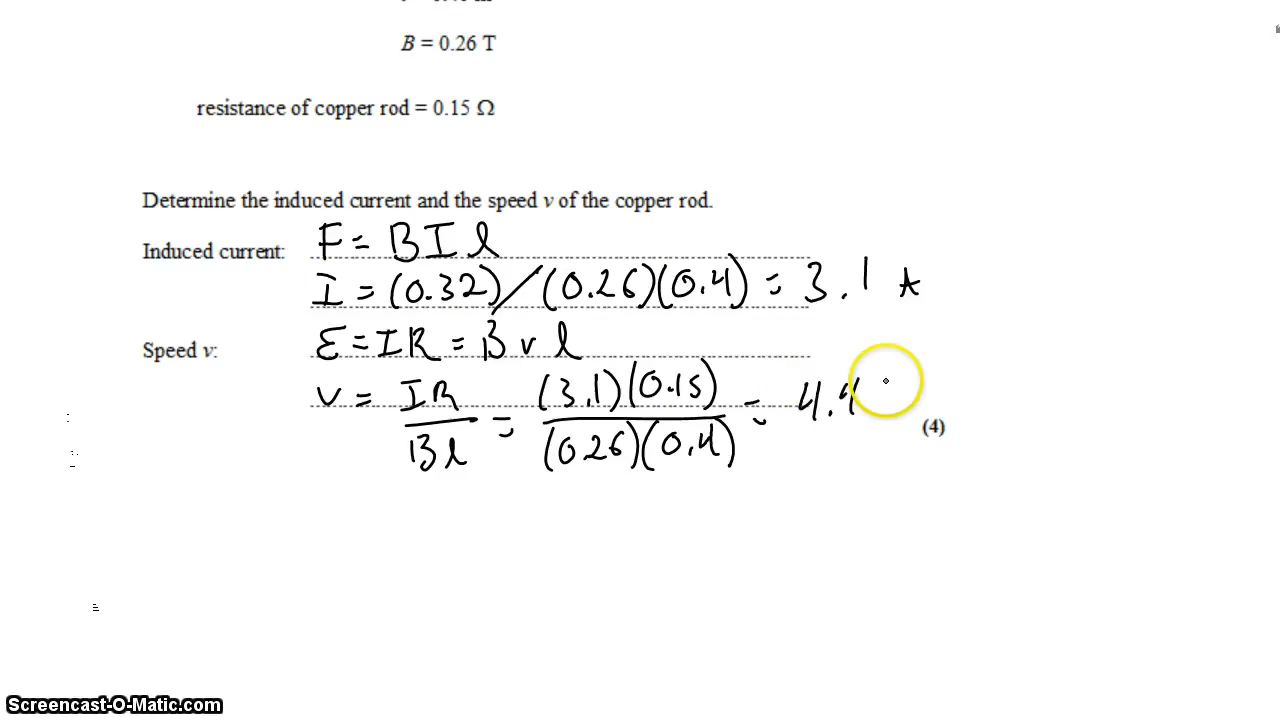 B = 0.26 T
resistance of copper rod = 0.15 Ω
Determine the induced current and the speed v of the copper rod.
Induced current: F = B I l
I = (0.32)/(0.26)(0.4) = 3.1 A
Speed v: ε = IR = B v l
v = IR / Bl = (3.1)(0.15) / (0.26)(0.4) = 4.4
(4)
Screencast-O-Matic.com